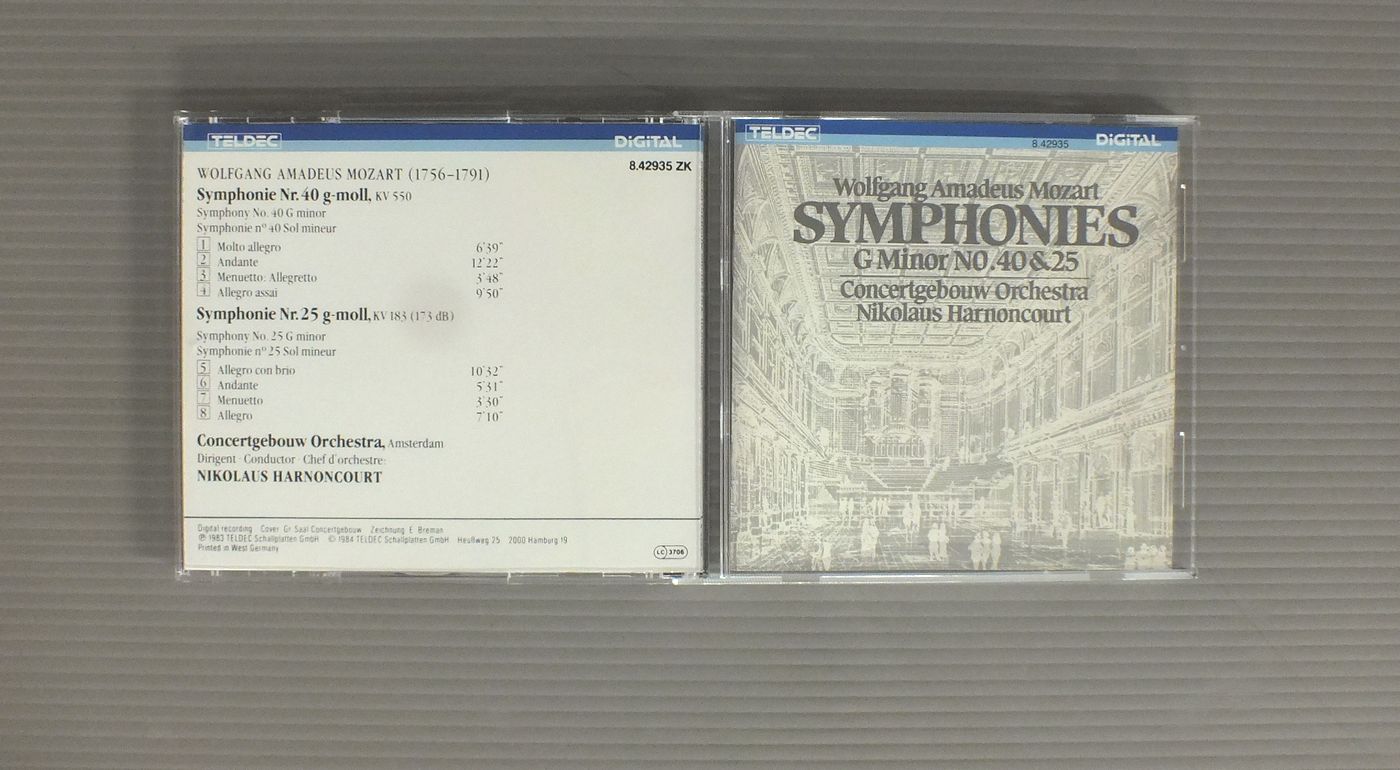 TELDEC DIGITAL
8.42935 ZK
WOLFGANG AMADEUS MOZART (1756–1791)
Symphonie Nr. 40 g-moll, KV 550
Symphony No. 40 G minor
Symphonie nº 40 Sol mineur
1 Molto allegro 6'39"
2 Andante 12'22"
3 Menuetto: Allegretto 3'48"
4 Allegro assai 9'50"
Symphonie Nr. 25 g-moll, KV 183 (173 dB)
Symphony No. 25 G minor
Symphonie nº 25 Sol mineur
5 Allegro con brio 10'32"
6 Andante 5'31"
7 Menuetto 3'30"
8 Allegro 7'10"
Concertgebouw Orchestra, Amsterdam
Dirigent · Conductor · Chef d'orchestre:
NIKOLAUS HARNONCOURT
Digital recording Cover: Gr. Saal Concertgebouw Zeichnung: E. Breman
℗ 1983 TELDEC Schallplatten GmbH © 1984 TELDEC Schallplatten GmbH Heußweg 25 2000 Hamburg 19
Printed in West Germany
LC 3706
TELDEC DIGITAL
8.42935
Wolfgang Amadeus Mozart
SYMPHONIES
G Minor NO. 40 & 25
Concertgebouw Orchestra
Nikolaus Harnoncourt